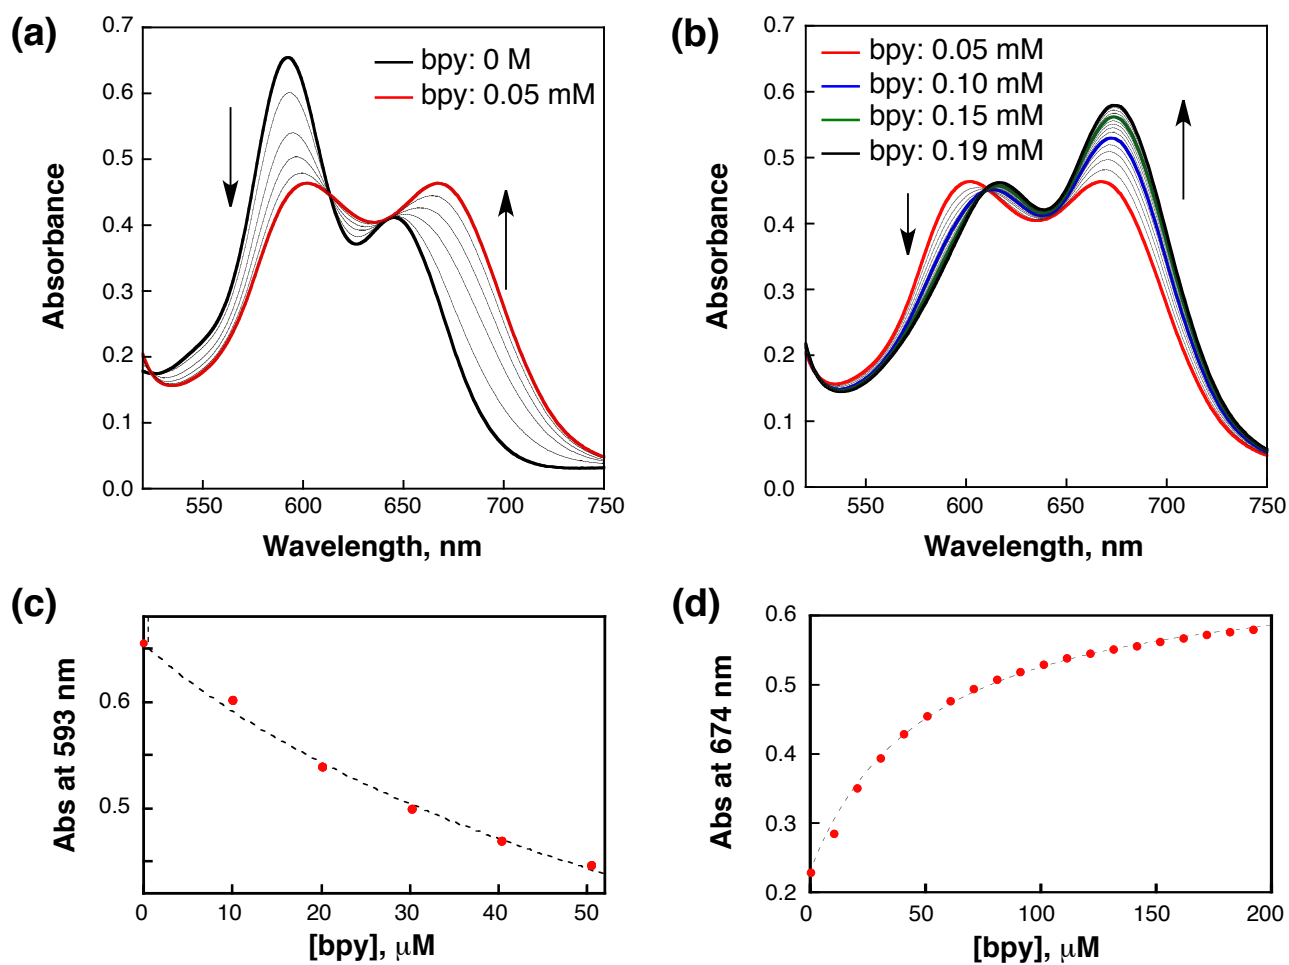 (a)
bpy: 0 M
bpy: 0.05 mM
0.7
0.6
0.5
0.4
0.3
0.2
0.1
0.0
Absorbance
550 600 650 700 750
Wavelength, nm
(b)
bpy: 0.05 mM
bpy: 0.10 mM
bpy: 0.15 mM
bpy: 0.19 mM
0.7
0.6
0.5
0.4
0.3
0.2
0.1
0.0
Absorbance
550 600 650 700 750
Wavelength, nm
(c)
0.6
0.5
Abs at 593 nm
0 10 20 30 40 50
[bpy], μM
(d)
0.6
0.5
0.4
0.3
0.2
Abs at 674 nm
0 50 100 150 200
[bpy], μM